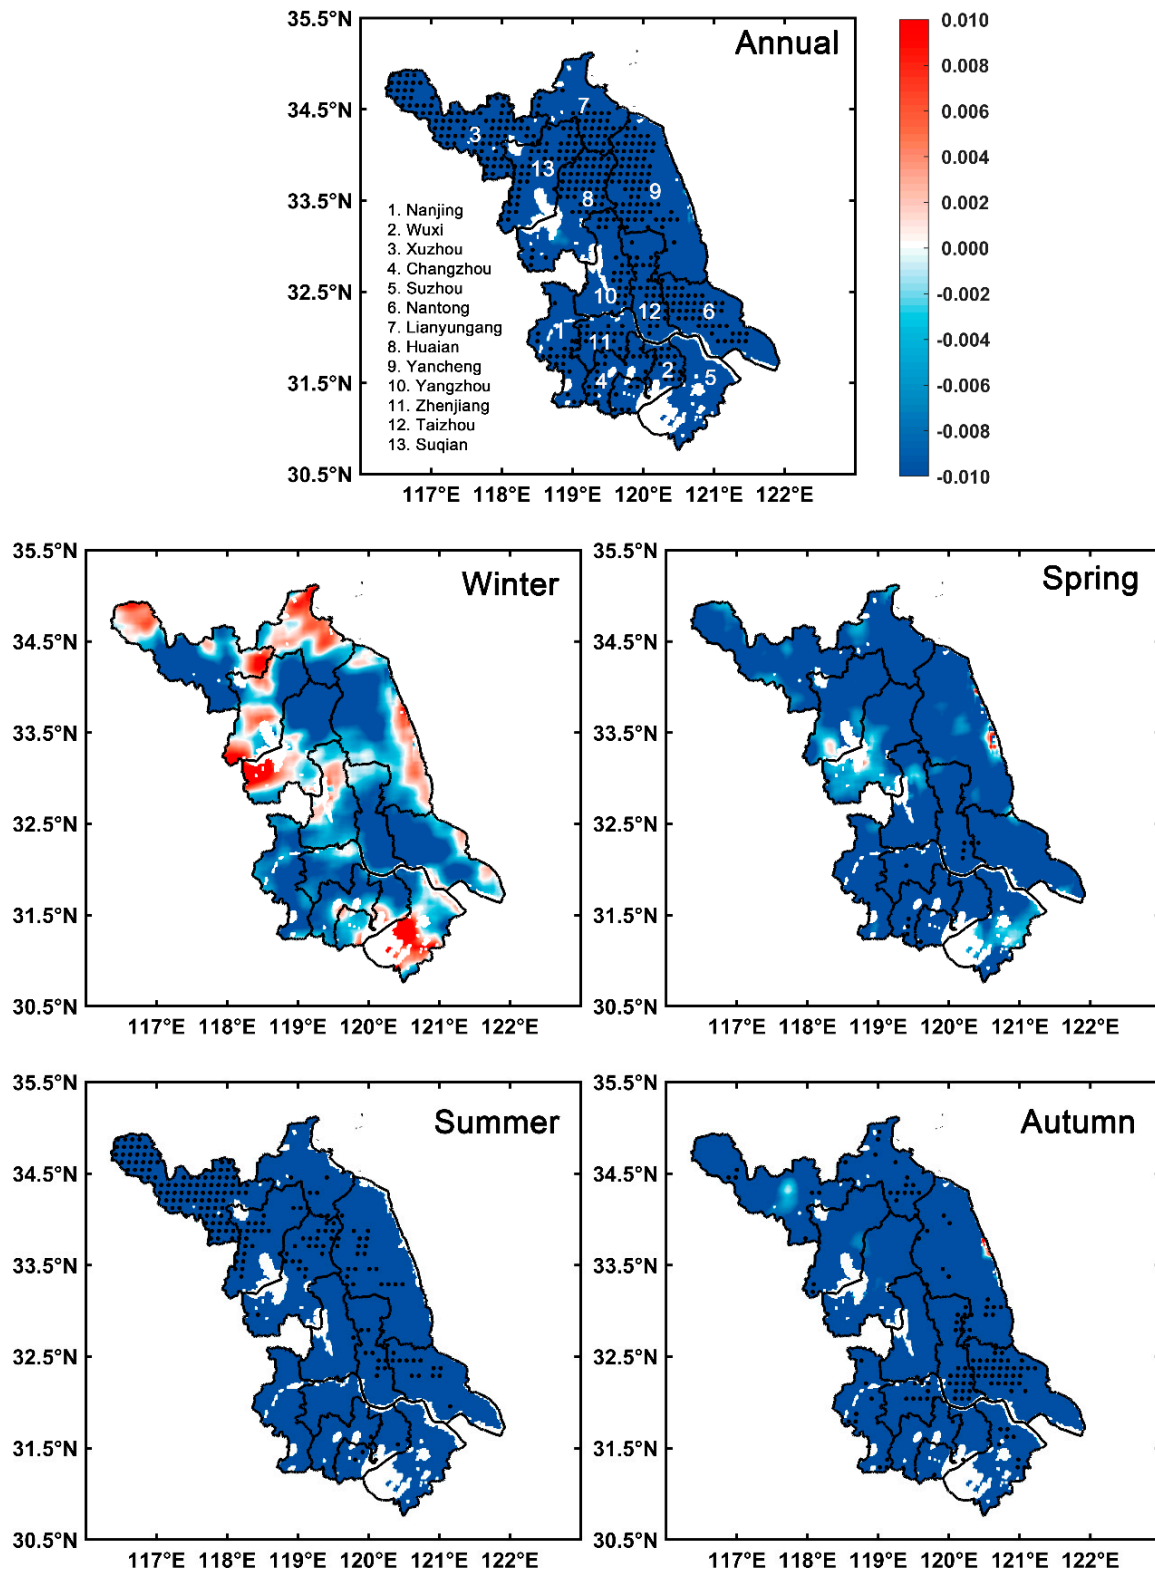 35.5°N
Annual
34.5°N
33.5°N
32.5°N
31.5°N
30.5°N
117°E 118°E 119°E 120°E 121°E 122°E
7
3
13
9
8
10
12
6
1
11
2
4
5
1. Nanjing
2. Wuxi
3. Xuzhou
4. Changzhou
5. Suzhou
6. Nantong
7. Lianyungang
8. Huaian
9. Yancheng
10. Yangzhou
11. Zhenjiang
12. Taizhou
13. Suqian
0.010
0.008
0.006
0.004
0.002
0.000
-0.002
-0.004
-0.006
-0.008
-0.010
35.5°N
Winter
34.5°N
33.5°N
32.5°N
31.5°N
30.5°N
117°E 118°E 119°E 120°E 121°E 122°E
35.5°N
Spring
34.5°N
33.5°N
32.5°N
31.5°N
30.5°N
117°E 118°E 119°E 120°E 121°E 122°E
35.5°N
Summer
34.5°N
33.5°N
32.5°N
31.5°N
30.5°N
117°E 118°E 119°E 120°E 121°E 122°E
35.5°N
Autumn
34.5°N
33.5°N
32.5°N
31.5°N
30.5°N
117°E 118°E 119°E 120°E 121°E 122°E